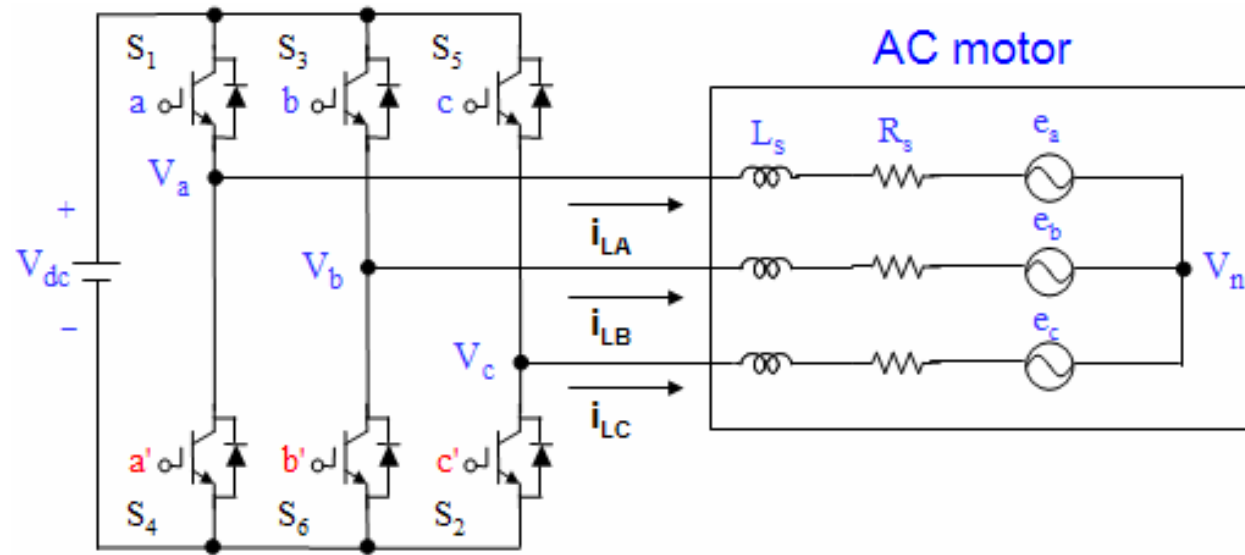 AC motor
S1
S3
S5
a
b
c
Ls
Rs
ea
Va
+
Vdc
−
iLA
eb
Vb
Vn
iLB
ec
Vc
iLC
a'
b'
c'
S4
S6
S2